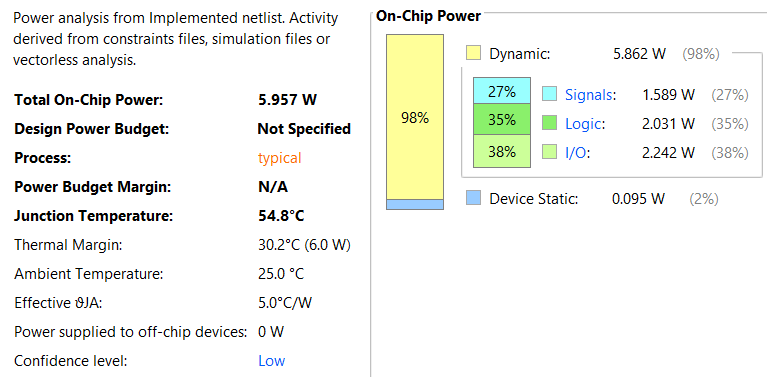 Power analysis from Implemented netlist. Activity
derived from constraints files, simulation files or
vectorless analysis.
Total On-Chip Power: 5.957 W
Design Power Budget: Not Specified
Process: typical
Power Budget Margin: N/A
Junction Temperature: 54.8°C
Thermal Margin: 30.2°C (6.0 W)
Ambient Temperature: 25.0 °C
Effective ϑJA: 5.0°C/W
Power supplied to off-chip devices: 0 W
Confidence level: Low
On-Chip Power
Dynamic: 5.862 W (98%)
98%
27% Signals: 1.589 W (27%)
35% Logic: 2.031 W (35%)
38% I/O: 2.242 W (38%)
Device Static: 0.095 W (2%)